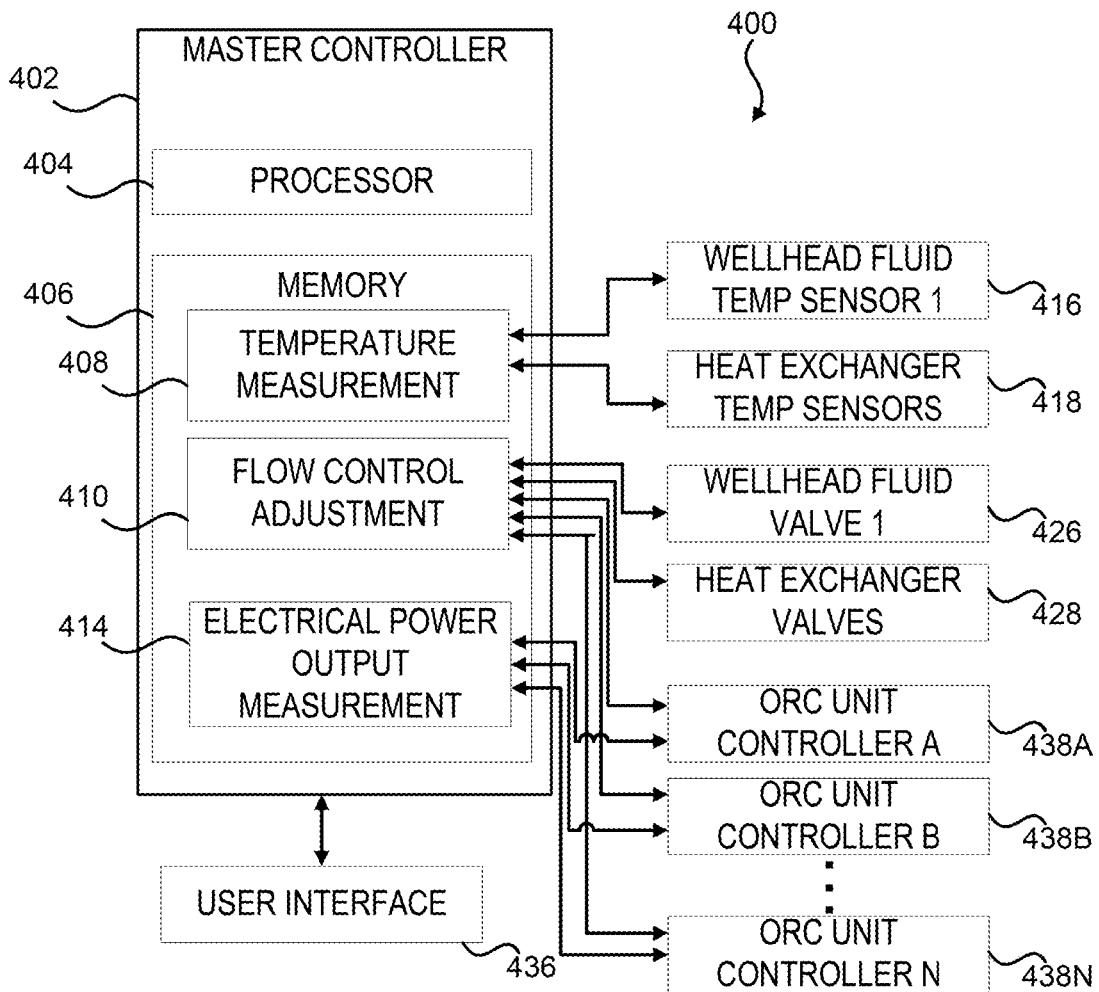 400
MASTER CONTROLLER
402
404
PROCESSOR
406
MEMORY
408
TEMPERATURE
MEASUREMENT
410
FLOW CONTROL
ADJUSTMENT
414
ELECTRICAL POWER
OUTPUT
MEASUREMENT
WELLHEAD FLUID
TEMP SENSOR 1
416
HEAT EXCHANGER
TEMP SENSORS
418
WELLHEAD FLUID
VALVE 1
426
HEAT EXCHANGER
VALVES
428
ORC UNIT
CONTROLLER A
438A
ORC UNIT
CONTROLLER B
438B
ORC UNIT
CONTROLLER N
438N
USER INTERFACE
436